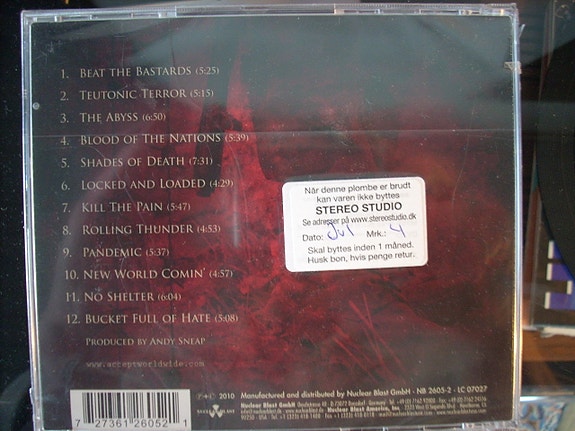 1. BEAT THE BASTARDS (5:25)
2. TEUTONIC TERROR (5:15)
3. THE ABYSS (6:50)
4. BLOOD OF THE NATIONS (5:39)
5. SHADES OF DEATH (7:31)
6. LOCKED AND LOADED (4:29)
7. KILL THE PAIN (5:47)
8. ROLLING THUNDER (4:53)
9. PANDEMIC (5:37)
10. NEW WORLD COMIN' (4:57)
11. NO SHELTER (6:04)
12. BUCKET FULL OF HATE (5:08)
PRODUCED BY ANDY SNEAP
www.acceptworldwide.com
Når denne plombe er brudt
kan varen ikke byttes
STEREO STUDIO
Se adresser på www.stereostudio.dk
Dato: Jul Mrk.: 4
Skal byttes inden 1 måned.
Husk bon, hvis penge retur.
7 27361 26052 1
℗+© 2010 Manufactured and distributed by Nuclear Blast GmbH · NB 2605-2 · LC 07027
Nuclear Blast GmbH
Nuclear Blast America, Inc.